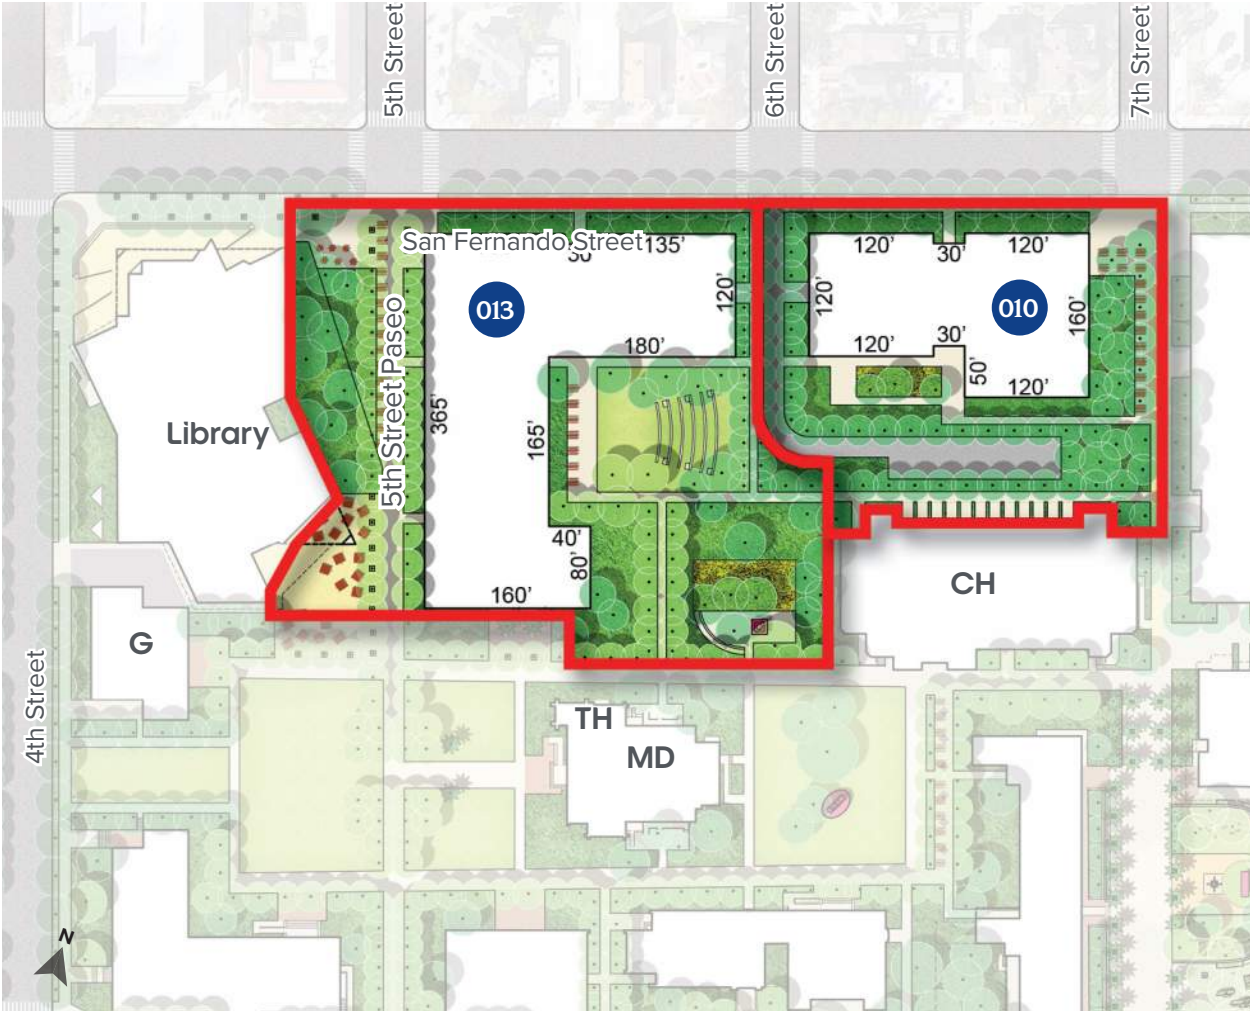 5th Street
6th Street
7th Street
San Fernando Street
135'
120'
30'
120'
013
120'
120'
010
160'
180'
120'
30'
50'
120'
5th Street Paseo
365'
165'
Library
40'
80'
160'
CH
G
4th Street
TH
MD
N